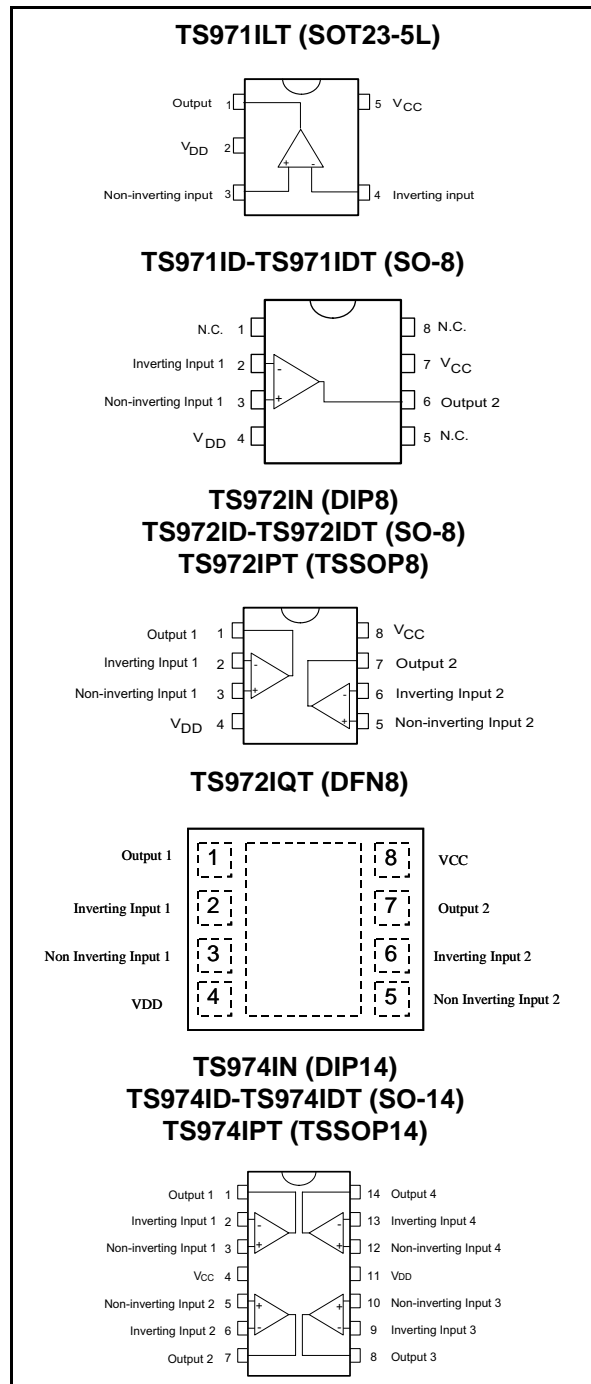 TS971ILT (SOT23-5L)
Output 1
5 VCC
VDD 2
+ -
Non-inverting input 3
4 Inverting input
TS971ID-TS971IDT (SO-8)
N.C. 1
8 N.C.
Inverting Input 1 2
-
7 VCC
Non-inverting Input 1 3
+
6 Output 2
VDD 4
5 N.C.
TS972IN (DIP8)
TS972ID-TS972IDT (SO-8)
TS972IPT (TSSOP8)
Output 1 1
8 VCC
Inverting Input 1 2
-
7 Output 2
Non-inverting Input 1 3
+
-
6 Inverting Input 2
VDD 4
+
5 Non-inverting Input 2
TS972IQT (DFN8)
Output 1 1
8 VCC
Inverting Input 1 2
7 Output 2
Non Inverting Input 1 3
6 Inverting Input 2
VDD 4
5 Non Inverting Input 2
TS974IN (DIP14)
TS974ID-TS974IDT (SO-14)
TS974IPT (TSSOP14)
Output 1 1
14 Output 4
Inverting Input 1 2
- -
13 Inverting Input 4
Non-inverting Input 1 3
+ +
12 Non-inverting Input 4
VCC 4
11 VDD
Non-inverting Input 2 5
+ +
10 Non-inverting Input 3
Inverting Input 2 6
- -
9 Inverting Input 3
Output 2 7
8 Output 3